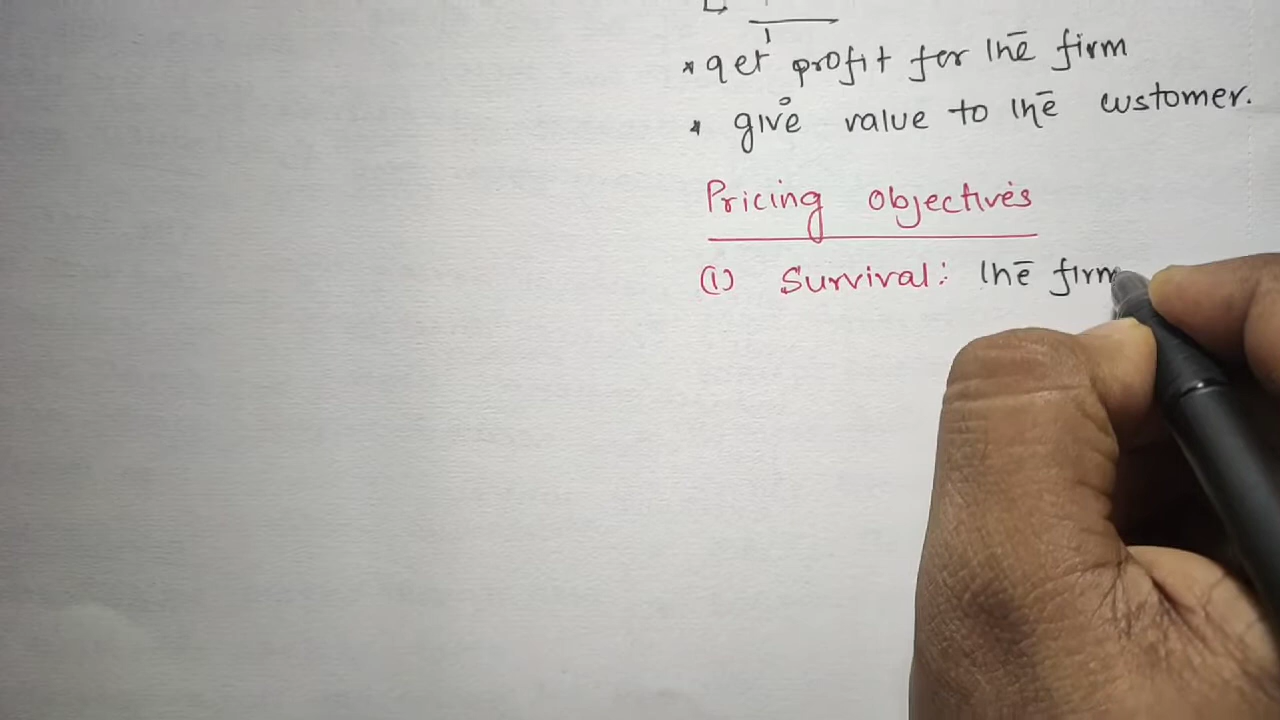 * get profit for the firm
* give value to the customer.
Pricing Objectives
(1) Survival: the firm